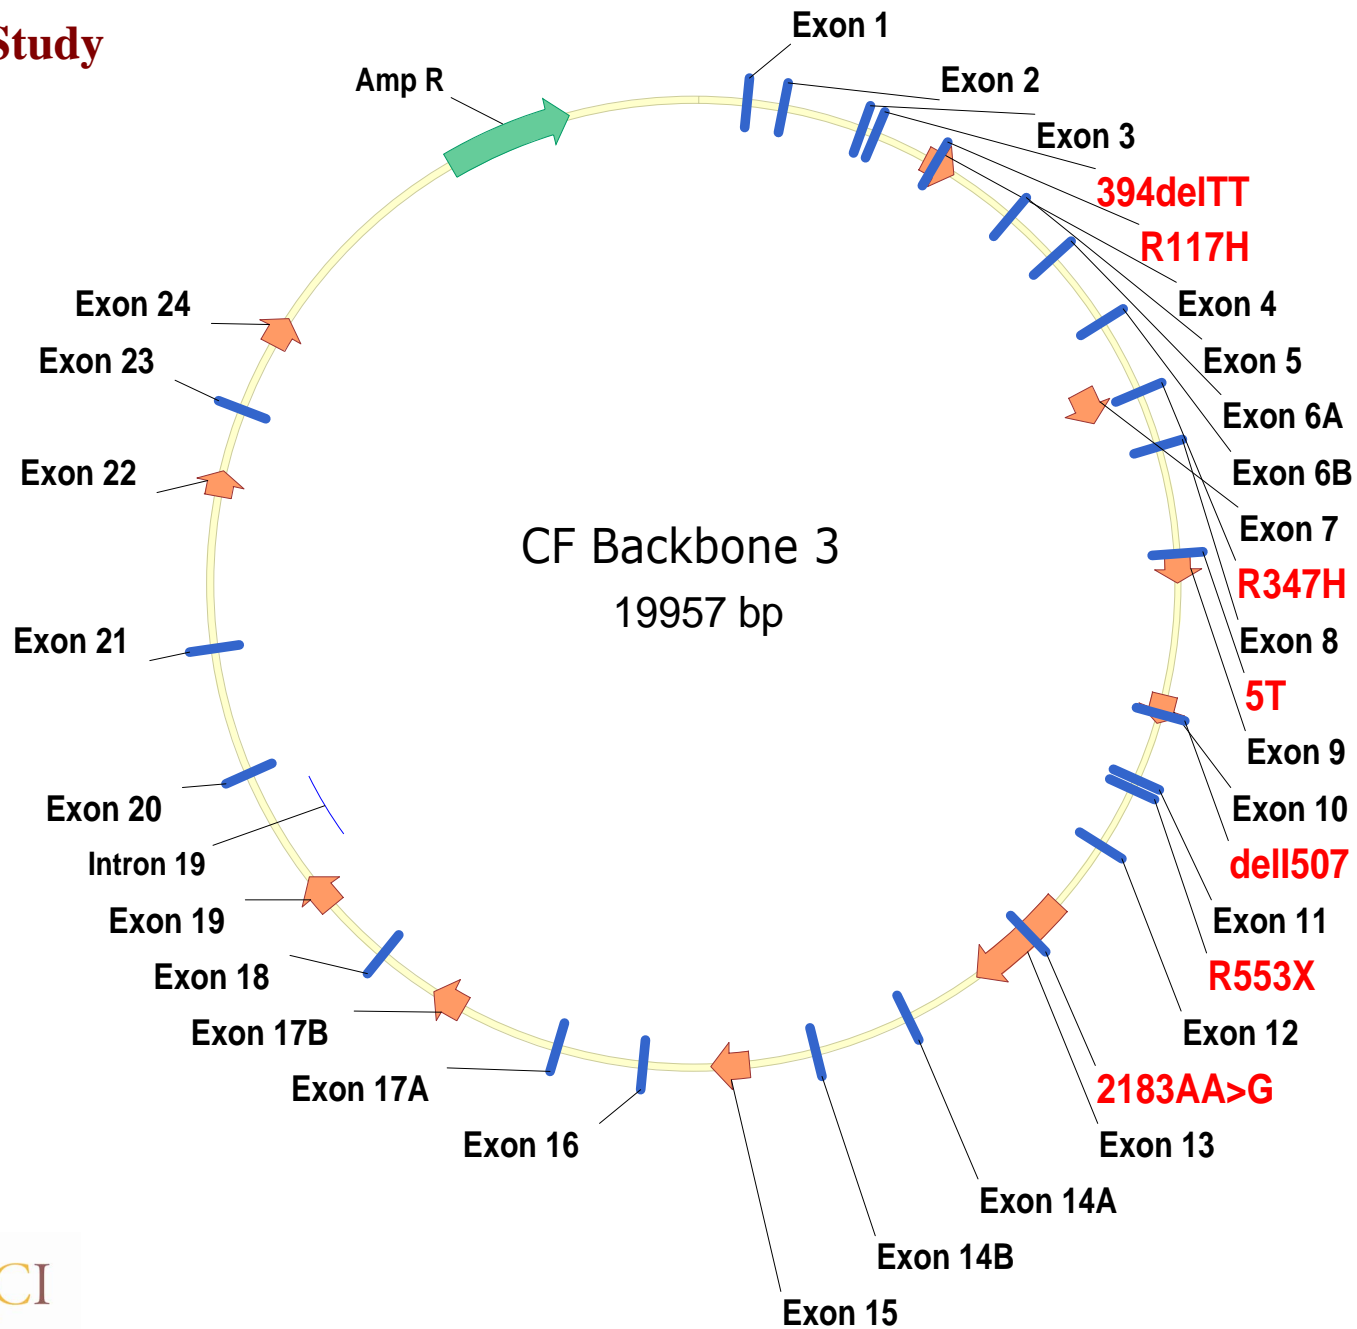 Study
Exon 1
Amp R
Exon 2
Exon 3
394delTT
R117H
Exon 4
Exon 5
Exon 6A
Exon 6B
Exon 7
R347H
Exon 8
5T
Exon 9
Exon 10
delI507
Exon 11
R553X
Exon 12
2183AA>G
Exon 13
Exon 14A
Exon 14B
Exon 15
Exon 16
Exon 17A
Exon 17B
Exon 18
Exon 19
Intron 19
Exon 20
Exon 21
Exon 22
Exon 23
Exon 24
CF Backbone 3
19957 bp
CI